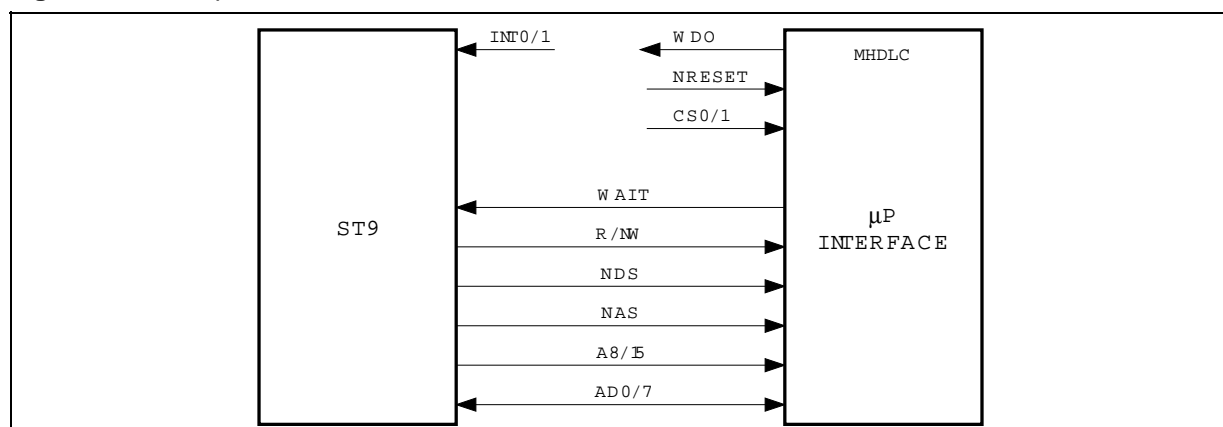 INT0/1
WDO
MHDLC
NRESET
CS0/1
WAIT
ST9
µP
INTERFACE
R/NW
NDS
NAS
A8/15
AD0/7